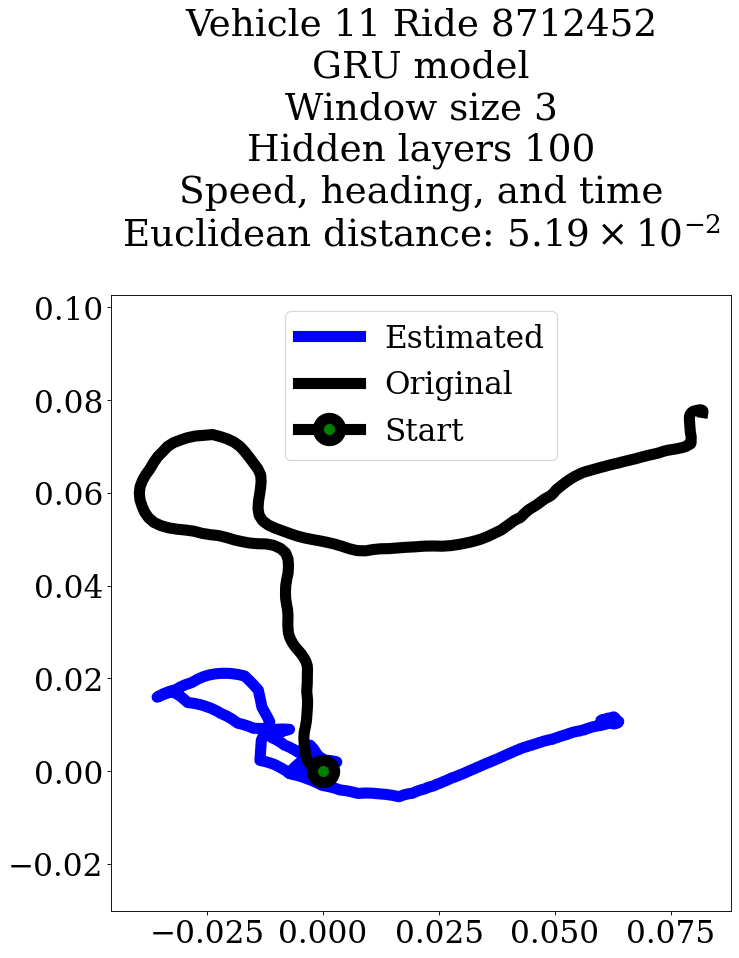 Vehicle 11 Ride 8712452
GRU model
Window size 3
Hidden layers 100
Speed, heading, and time
Euclidean distance: 5.19 × 10⁻²
Estimated
Original
Start
0.10
0.08
0.06
0.04
0.02
0.00
−0.02
−0.025 0.000 0.025 0.050 0.075